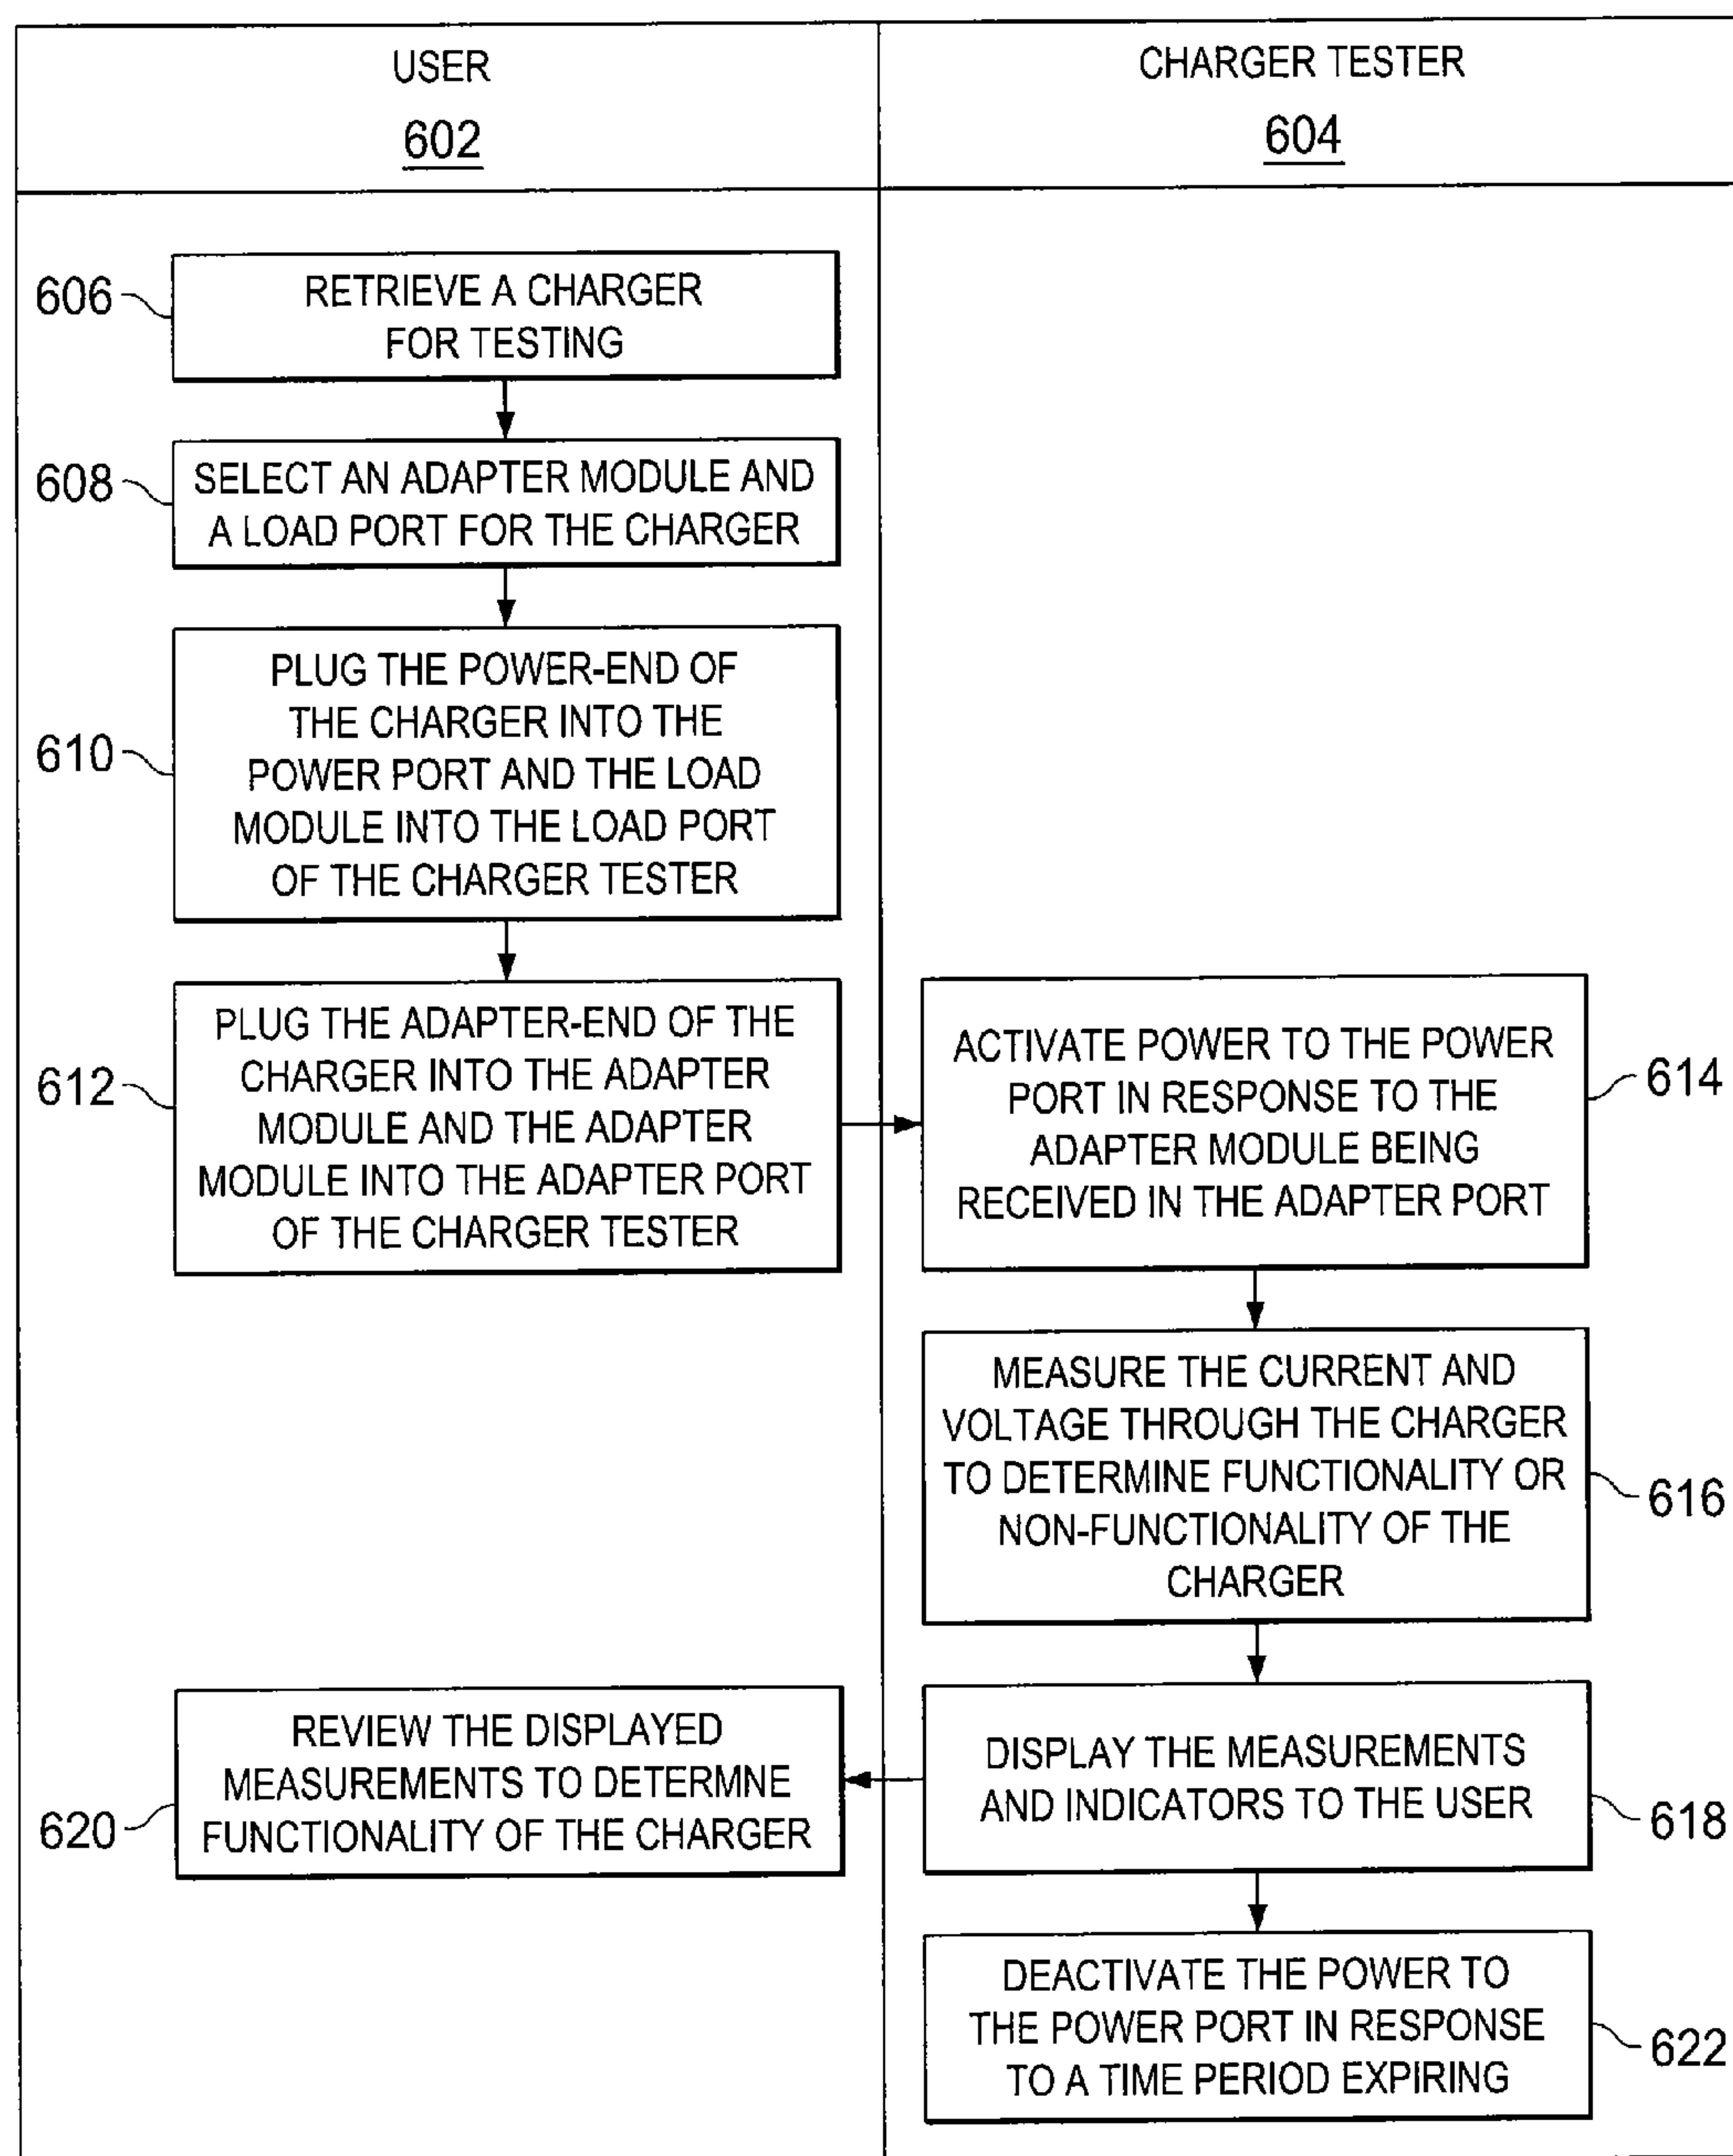 USER
602
CHARGER TESTER
604
606
RETRIEVE A CHARGER
FOR TESTING
608
SELECT AN ADAPTER MODULE AND
A LOAD PORT FOR THE CHARGER
610
PLUG THE POWER-END OF
THE CHARGER INTO THE
POWER PORT AND THE LOAD
MODULE INTO THE LOAD PORT
OF THE CHARGER TESTER
612
PLUG THE ADAPTER-END OF THE
CHARGER INTO THE ADAPTER
MODULE AND THE ADAPTER
MODULE INTO THE ADAPTER PORT
OF THE CHARGER TESTER
ACTIVATE POWER TO THE POWER
PORT IN RESPONSE TO THE
ADAPTER MODULE BEING
RECEIVED IN THE ADAPTER PORT
614
MEASURE THE CURRENT AND
VOLTAGE THROUGH THE CHARGER
TO DETERMINE FUNCTIONALITY OR
NON-FUNCTIONALITY OF THE
CHARGER
616
DISPLAY THE MEASUREMENTS
AND INDICATORS TO THE USER
618
620
REVIEW THE DISPLAYED
MEASUREMENTS TO DETERMNE
FUNCTIONALITY OF THE CHARGER
DEACTIVATE THE POWER TO
THE POWER PORT IN RESPONSE
TO A TIME PERIOD EXPIRING
622